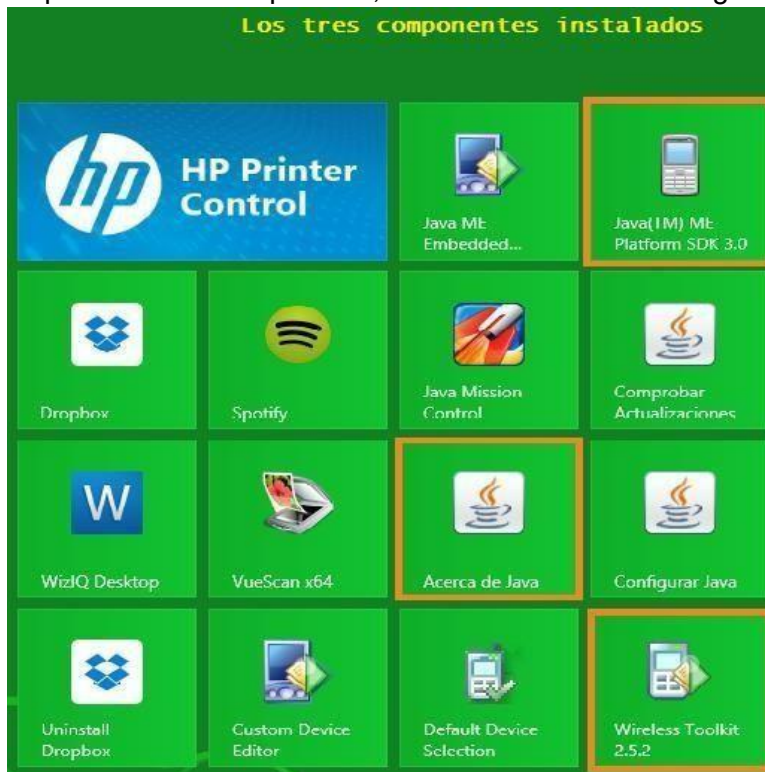 Los tres componentes instalados
hp
HP Printer
Control
Java ME
Embedded...
Java(TM) ME
Platform SDK 3.0
Dropbox
Spotify
Java Mission
Control
Comprobar
Actualizaciones
W
WizIQ Desktop
VueScan x64
Acerca de Java
Configurar Java
Uninstall
Dropbox
Custom Device
Editor
Default Device
Selection
Wireless Toolkit
2.5.2